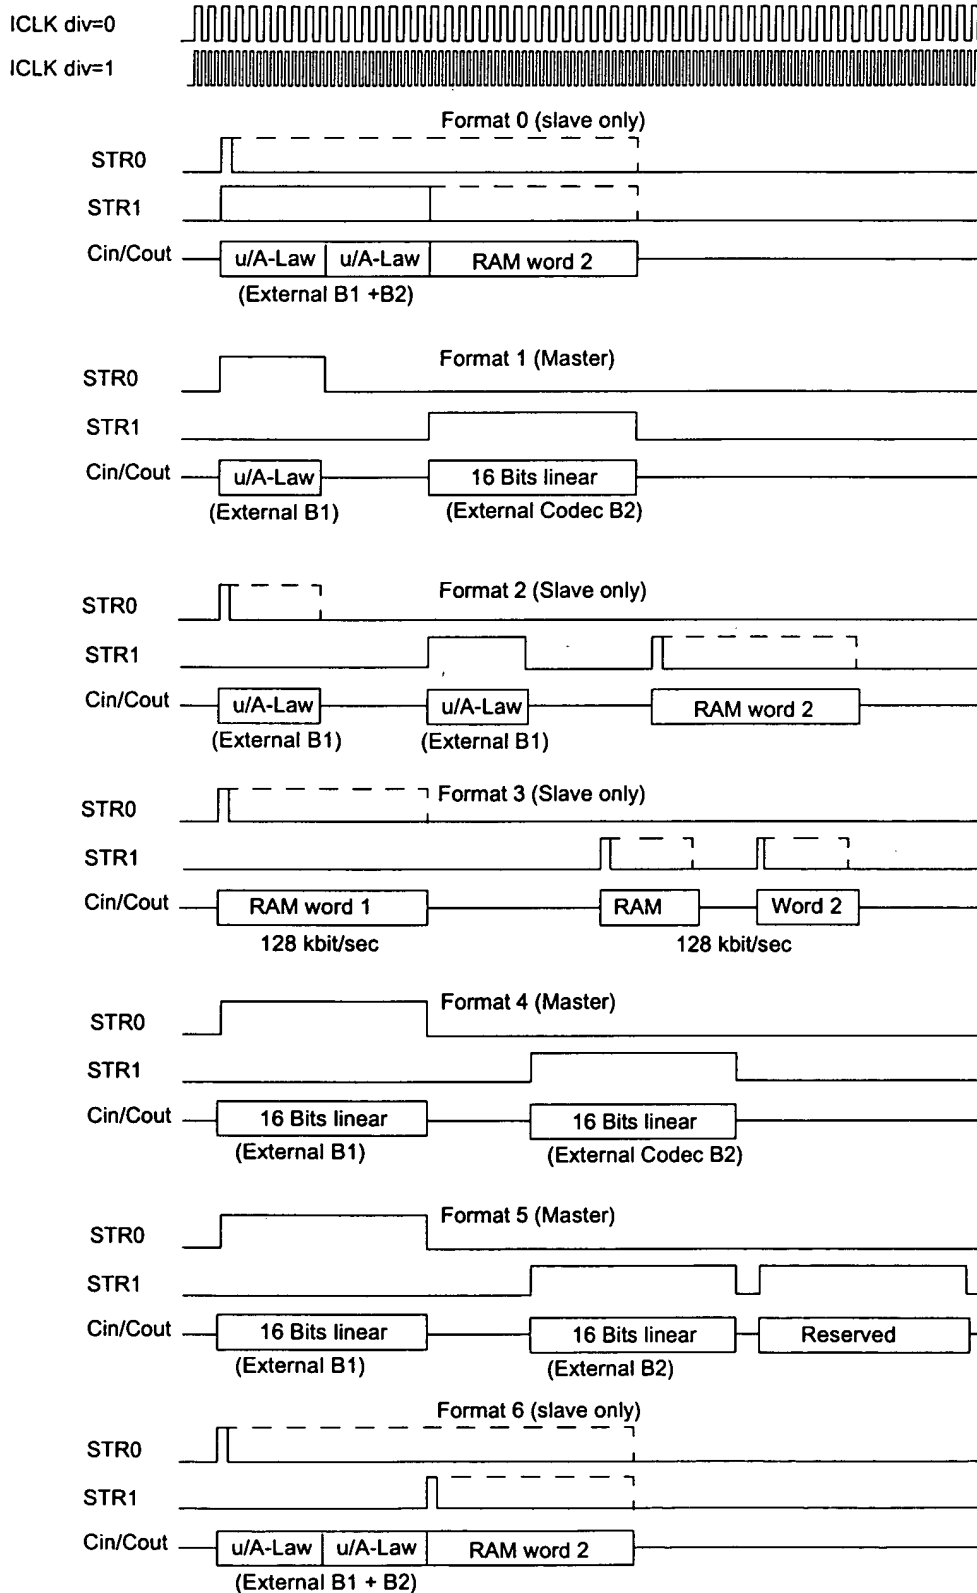 ICLK div=0
ICLK div=1
Format 0 (slave only)
STR0
STR1
Cin/Cout
u/A-Law u/A-Law RAM word 2
(External B1 +B2)
Format 1 (Master)
STR0
STR1
Cin/Cout
u/A-Law 16 Bits linear
(External B1) (External Codec B2)
Format 2 (Slave only)
STR0
STR1
Cin/Cout
u/A-Law u/A-Law RAM word 2
(External B1) (External B1)
Format 3 (Slave only)
STR0
STR1
Cin/Cout
RAM word 1 RAM Word 2
128 kbit/sec 128 kbit/sec
Format 4 (Master)
STR0
STR1
Cin/Cout
16 Bits linear 16 Bits linear
(External B1) (External Codec B2)
Format 5 (Master)
STR0
STR1
Cin/Cout
16 Bits linear 16 Bits linear Reserved
(External B1) (External B2)
Format 6 (slave only)
STR0
STR1
Cin/Cout
u/A-Law u/A-Law RAM word 2
(External B1 + B2)